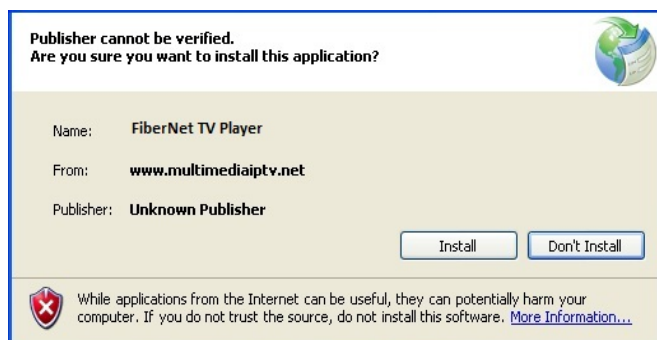 Publisher cannot be verified.
Are you sure you want to install this application?
Name: FiberNet TV Player
From: www.multimediaiptv.net
Publisher: Unknown Publisher
Install Don't Install
While applications from the Internet can be useful, they can potentially harm your
computer. If you do not trust the source, do not install this software. More Information...